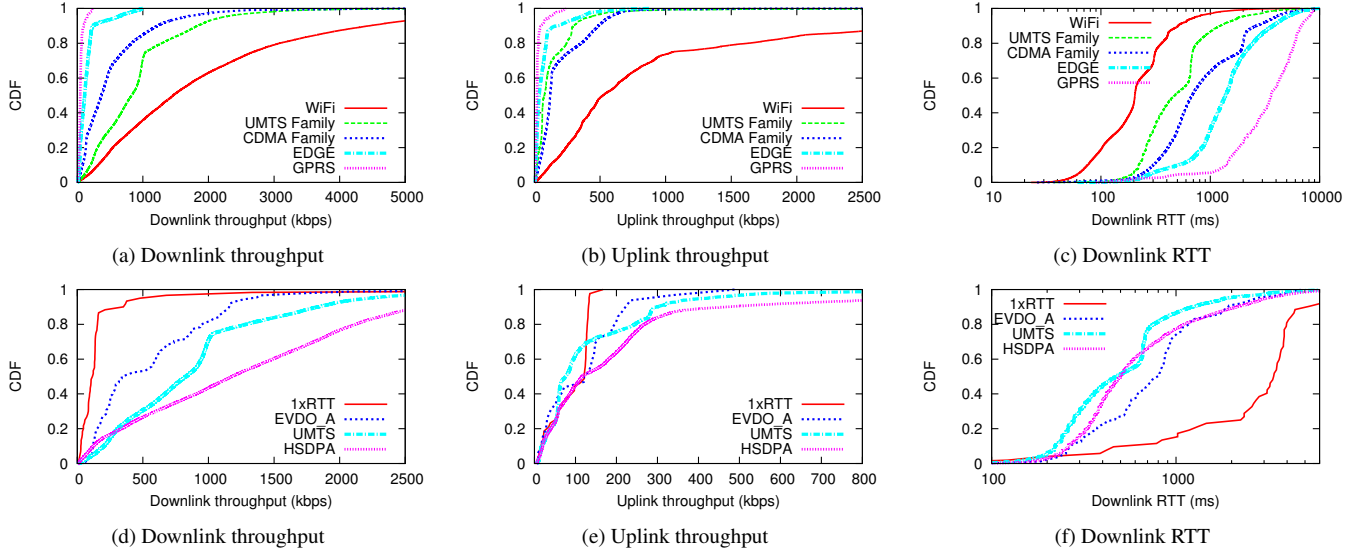 CDF
1
0.8
0.6
0.4
0.2
0
WiFi
UMTS Family
CDMA Family
EDGE
GPRS
0 1000 2000 3000 4000 5000
Downlink throughput (kbps)
(a) Downlink throughput
CDF
1
0.8
0.6
0.4
0.2
0
WiFi
UMTS Family
CDMA Family
EDGE
GPRS
0 500 1000 1500 2000 2500
Uplink throughput (kbps)
(b) Uplink throughput
CDF
1
0.8
0.6
0.4
0.2
0
WiFi
UMTS Family
CDMA Family
EDGE
GPRS
10 100 1000 10000
Downlink RTT (ms)
(c) Downlink RTT
CDF
1
0.8
0.6
0.4
0.2
0
1xRTT
EVDO_A
UMTS
HSDPA
0 500 1000 1500 2000 2500
Downlink throughput (kbps)
(d) Downlink throughput
CDF
1
0.8
0.6
0.4
0.2
0
1xRTT
EVDO_A
UMTS
HSDPA
0 100 200 300 400 500 600 700 800
Uplink throughput (kbps)
(e) Uplink throughput
CDF
1
0.8
0.6
0.4
0.2
0
1xRTT
EVDO_A
UMTS
HSDPA
100 1000
Downlink RTT (ms)
(f) Downlink RTT